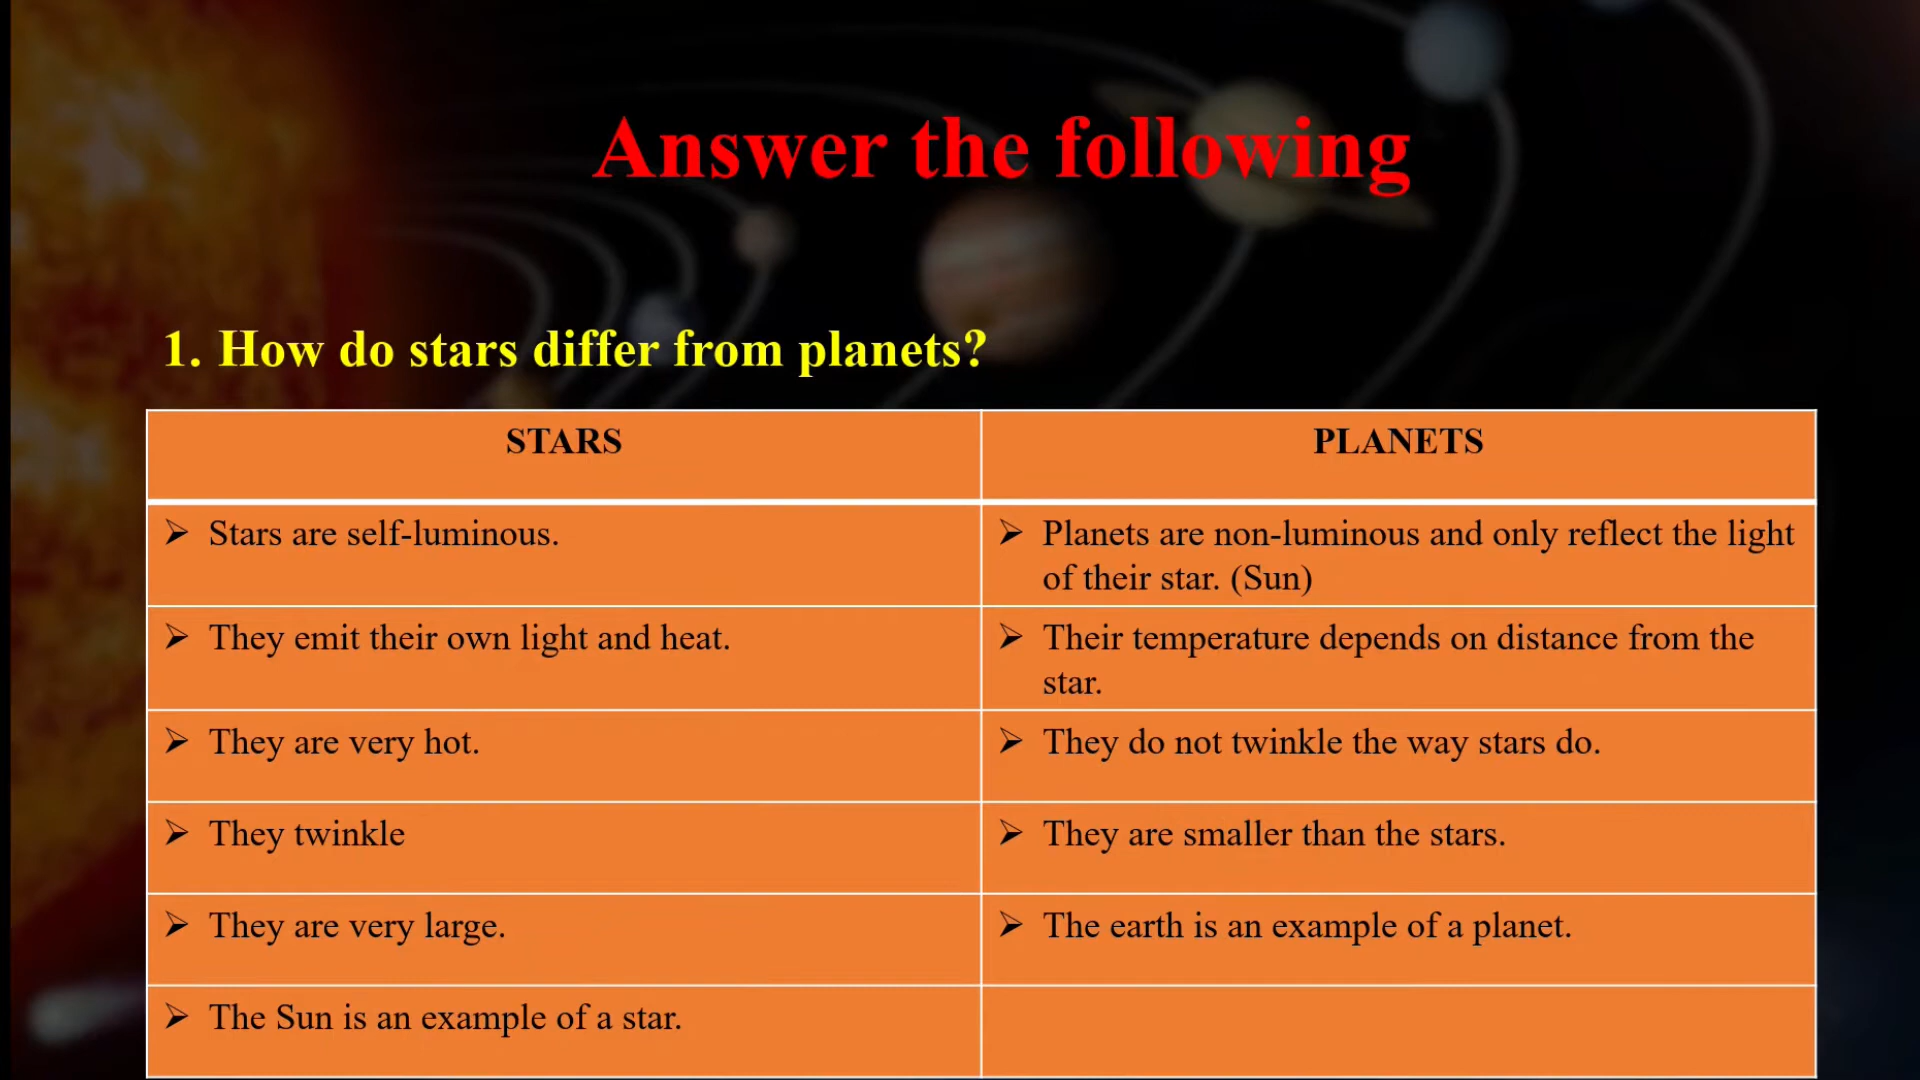 Answer the following
1. How do stars differ from planets?
STARS
PLANETS
➢ Stars are self-luminous.
➢ Planets are non-luminous and only reflect the light
of their star. (Sun)
➢ They emit their own light and heat.
➢ Their temperature depends on distance from the
star.
➢ They are very hot.
➢ They do not twinkle the way stars do.
➢ They twinkle
➢ They are smaller than the stars.
➢ They are very large.
➢ The earth is an example of a planet.
➢ The Sun is an example of a star.